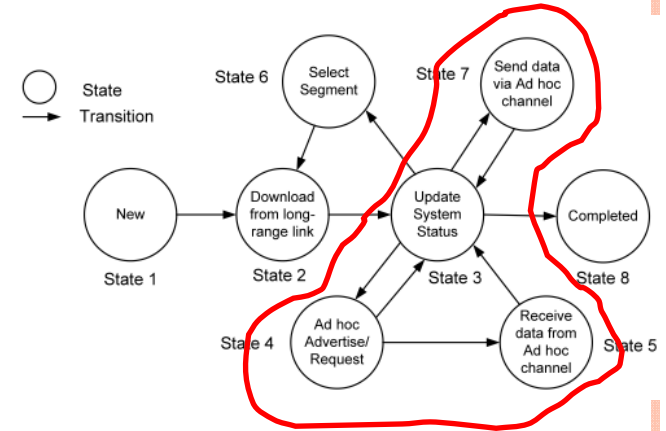 State
Transition
State 6
Select
Segment
State 7
Send data
via Ad hoc
channel
New
State 1
Download
from long-
range link
State 2
Update
System
Status
State 3
Completed
State 8
State 4
Ad hoc
Advertise/
Request
Receive
data from
Ad hoc
channel
State 5